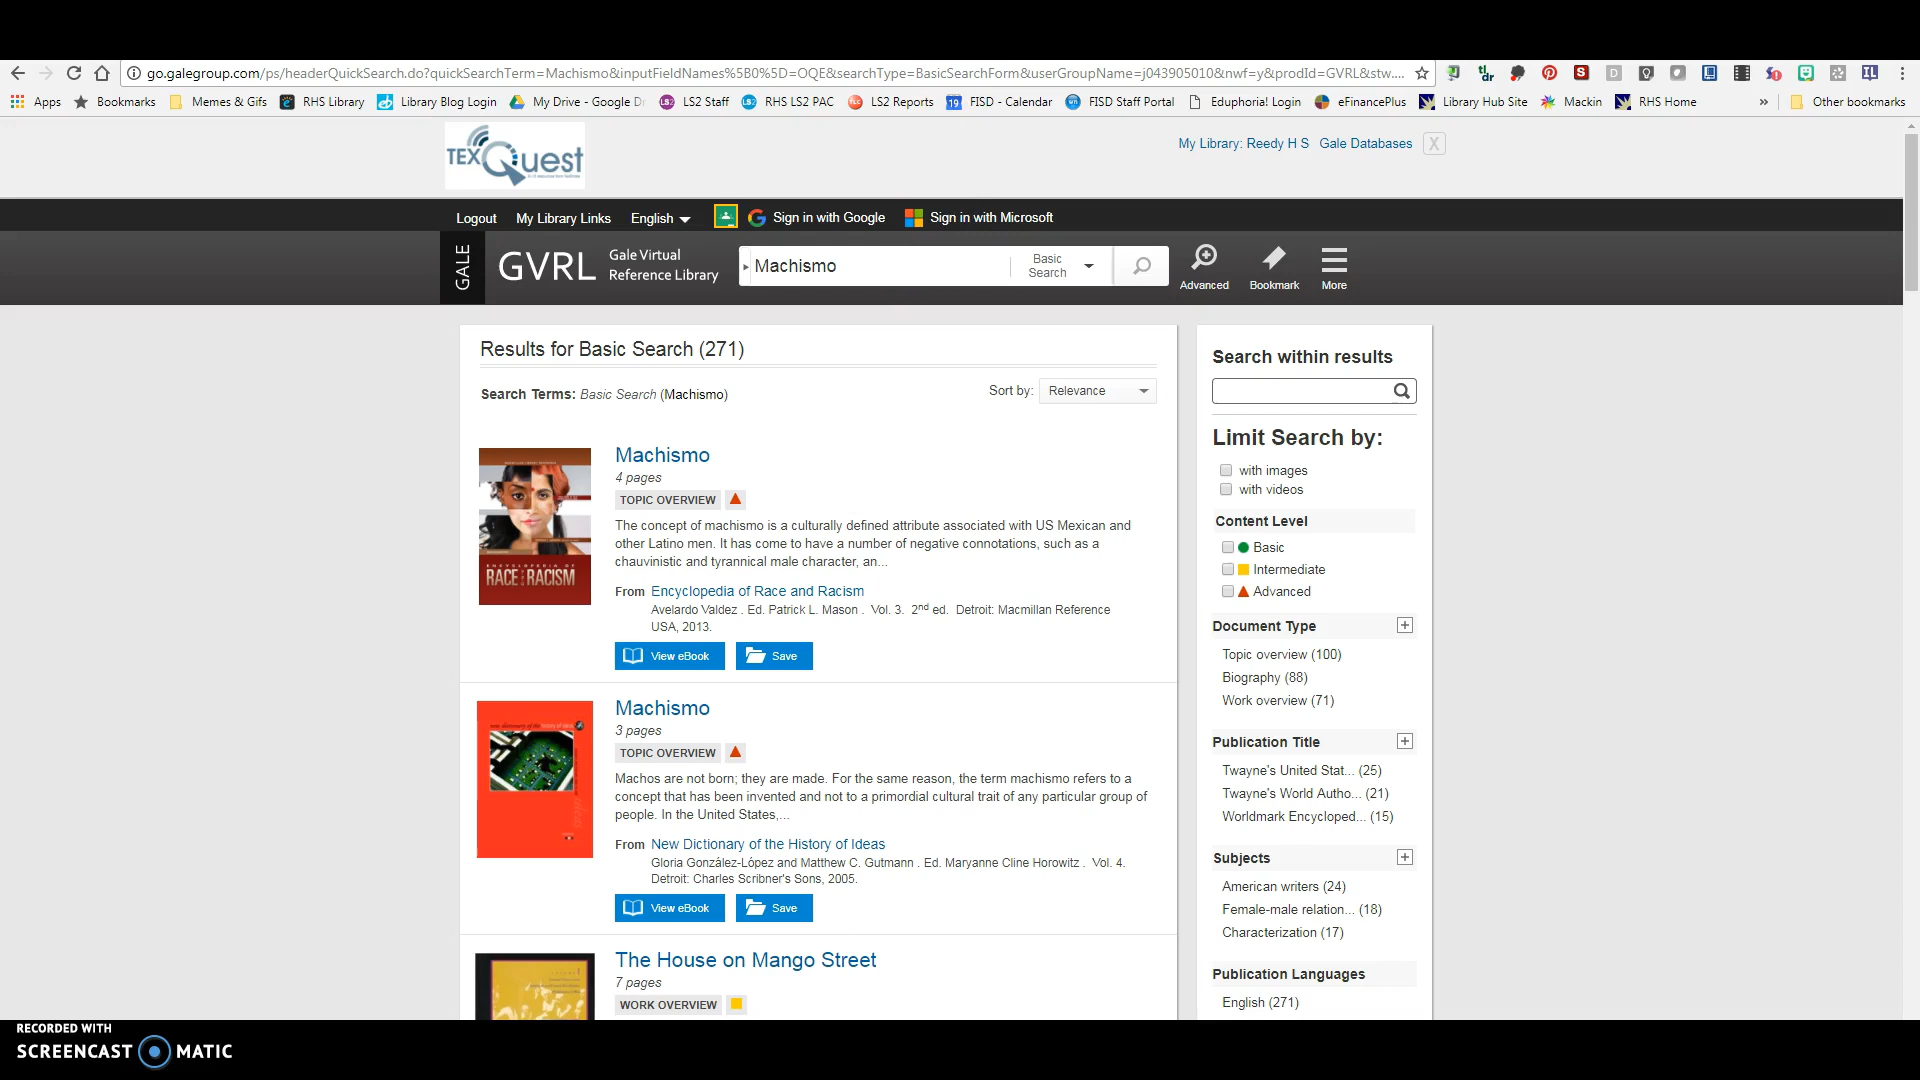 go.galegroup.com/ps/headerQuickSearch.do?quickSearchTerm=Machismo&inputFieldNames%5B0%5D=OQE&searchType=BasicSearchForm&userGroupName=j043905010&nwf=y&prodId=GVRL&stw....
Apps Bookmarks Memes & Gifs RHS Library Library Blog Login My Drive - Google Dr LS2 Staff RHS LS2 PAC LS2 Reports FISD - Calendar FISD Staff Portal Eduphoria! Login eFinancePlus Library Hub Site Mackin RHS Home » Other bookmarks
TEXQuest
My Library: Reedy H S Gale Databases X
Logout My Library Links English Sign in with Google Sign in with Microsoft
GALE
GVRL
Gale Virtual
Reference Library
Machismo
Basic
Search
Advanced
Bookmark
More
Results for Basic Search (271)
Search Terms: Basic Search (Machismo)
Sort by: Relevance
Machismo
4 pages
TOPIC OVERVIEW
The concept of machismo is a culturally defined attribute associated with US Mexican and
other Latino men. It has come to have a number of negative connotations, such as a
chauvinistic and tyrannical male character, an...
From Encyclopedia of Race and Racism
Avelardo Valdez . Ed. Patrick L. Mason . Vol. 3. 2nd ed. Detroit: Macmillan Reference
USA, 2013.
View eBook Save
ENCYCLOPEDIA OF
RACE AND RACISM
Machismo
3 pages
TOPIC OVERVIEW
Machos are not born; they are made. For the same reason, the term machismo refers to a
concept that has been invented and not to a primordial cultural trait of any particular group of
people. In the United States,...
From New Dictionary of the History of Ideas
Gloria González-López and Matthew C. Gutmann . Ed. Maryanne Cline Horowitz . Vol. 4.
Detroit: Charles Scribner's Sons, 2005.
View eBook Save
new dictionary of the history of ideas
The House on Mango Street
7 pages
WORK OVERVIEW
Search within results
Limit Search by:
with images
with videos
Content Level
Basic
Intermediate
Advanced
Document Type
Topic overview (100)
Biography (88)
Work overview (71)
Publication Title
Twayne's United Stat... (25)
Twayne's World Autho... (21)
Worldmark Encycloped... (15)
Subjects
American writers (24)
Female-male relation... (18)
Characterization (17)
Publication Languages
English (271)
RECORDED WITH
SCREENCAST MATIC